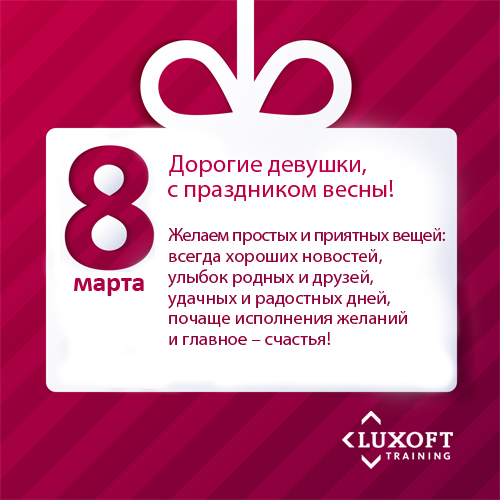 8
марта
Дорогие девушки,
с праздником весны!
Желаем простых и приятных вещей:
всегда хороших новостей,
улыбок родных и друзей,
удачных и радостных дней,
почаще исполнения желаний
и главное – счастья!
LUXOFT
TRAINING